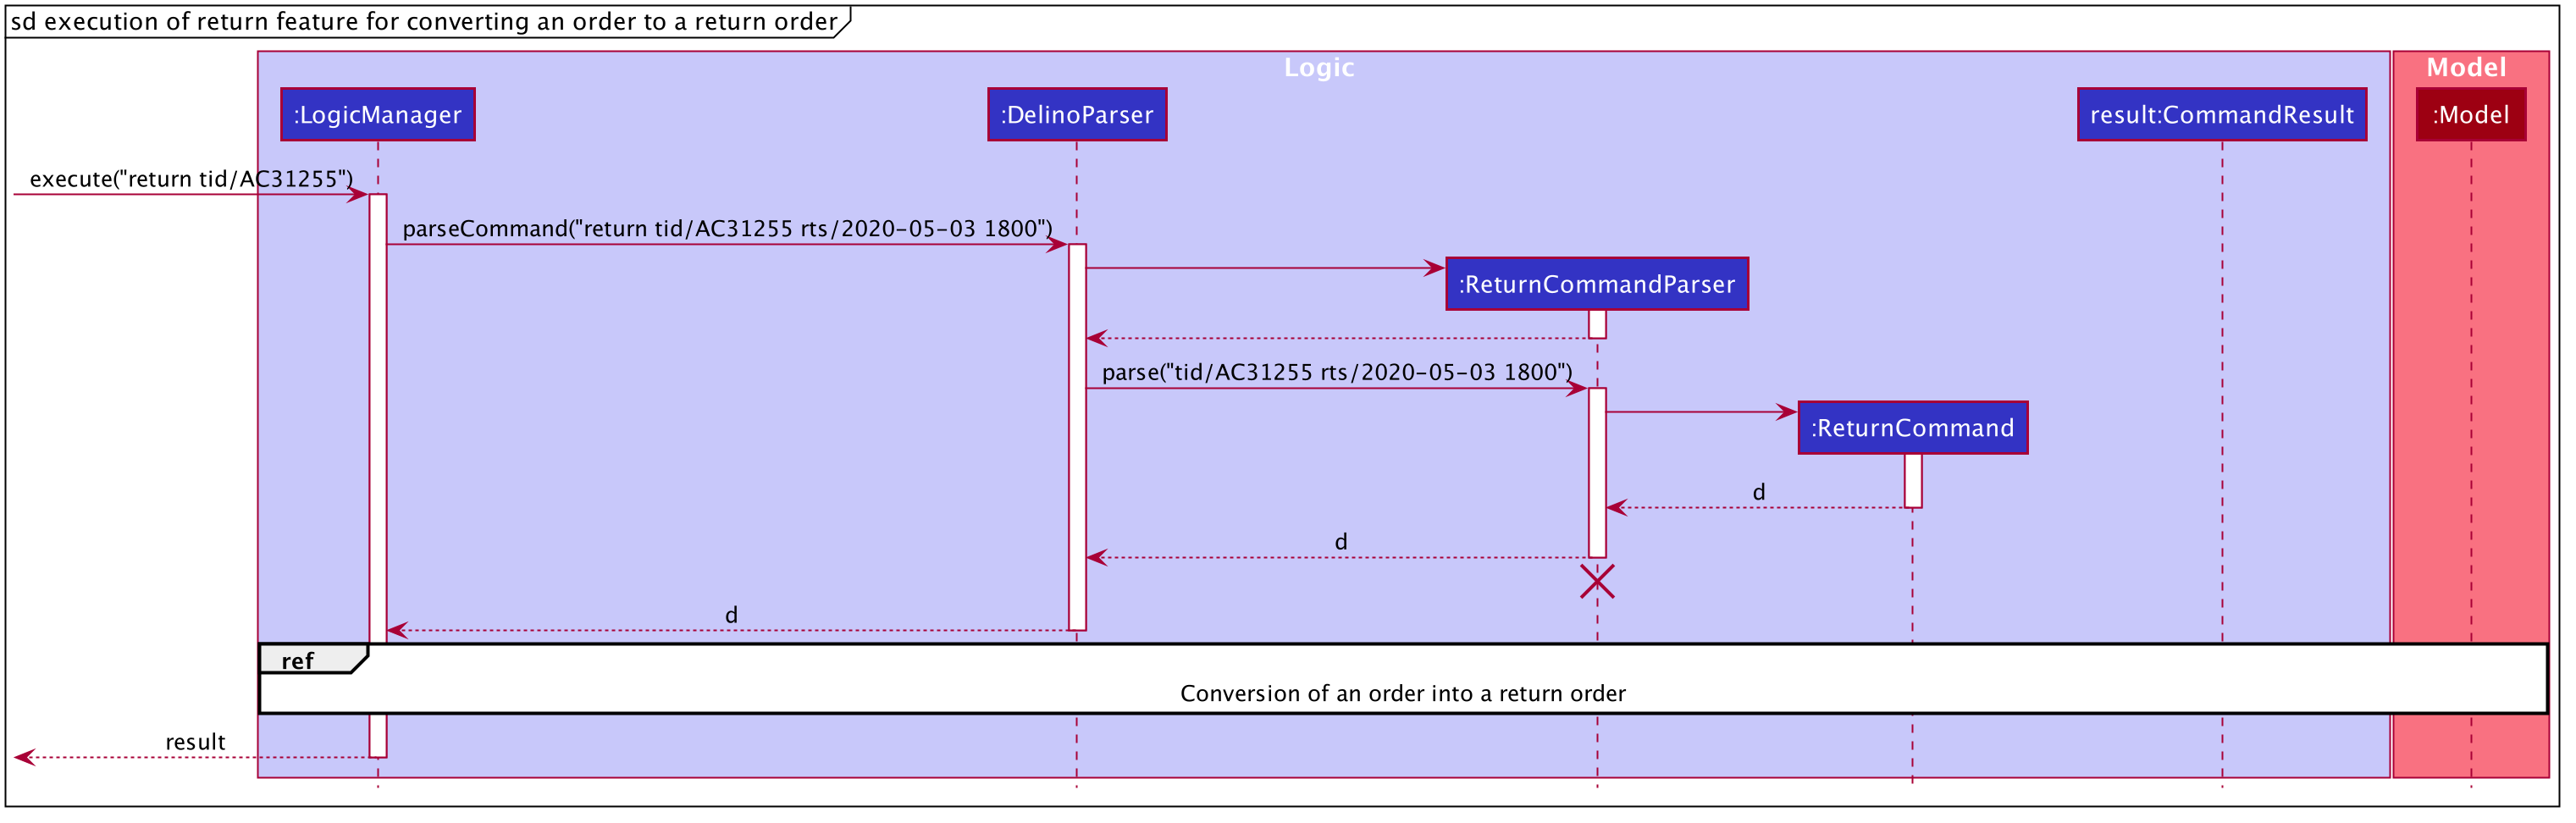 sd execution of return feature for converting an order to a return order
Logic
Model
:LogicManager
:DelinoParser
result:CommandResult
:Model
execute("return tid/AC31255")
parseCommand("return tid/AC31255 rts/2020-05-03 1800")
:ReturnCommandParser
parse("tid/AC31255 rts/2020-05-03 1800")
:ReturnCommand
d
d
d
ref
Conversion of an order into a return order
result